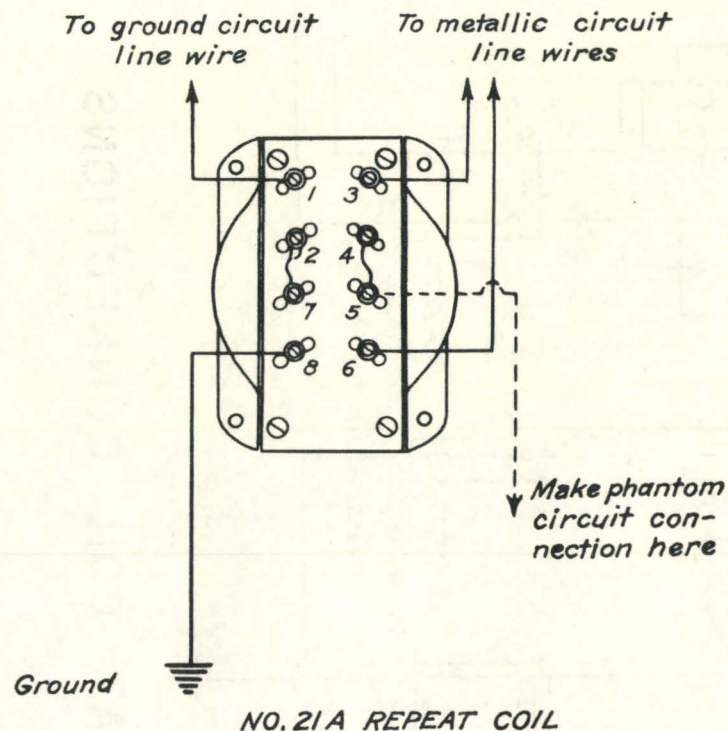 To ground circuit
line wire
To metallic circuit
line wires
1 3
2 4
7 5
8 6
Make phantom
circuit con-
nection here
Ground
NO. 21A REPEAT COIL